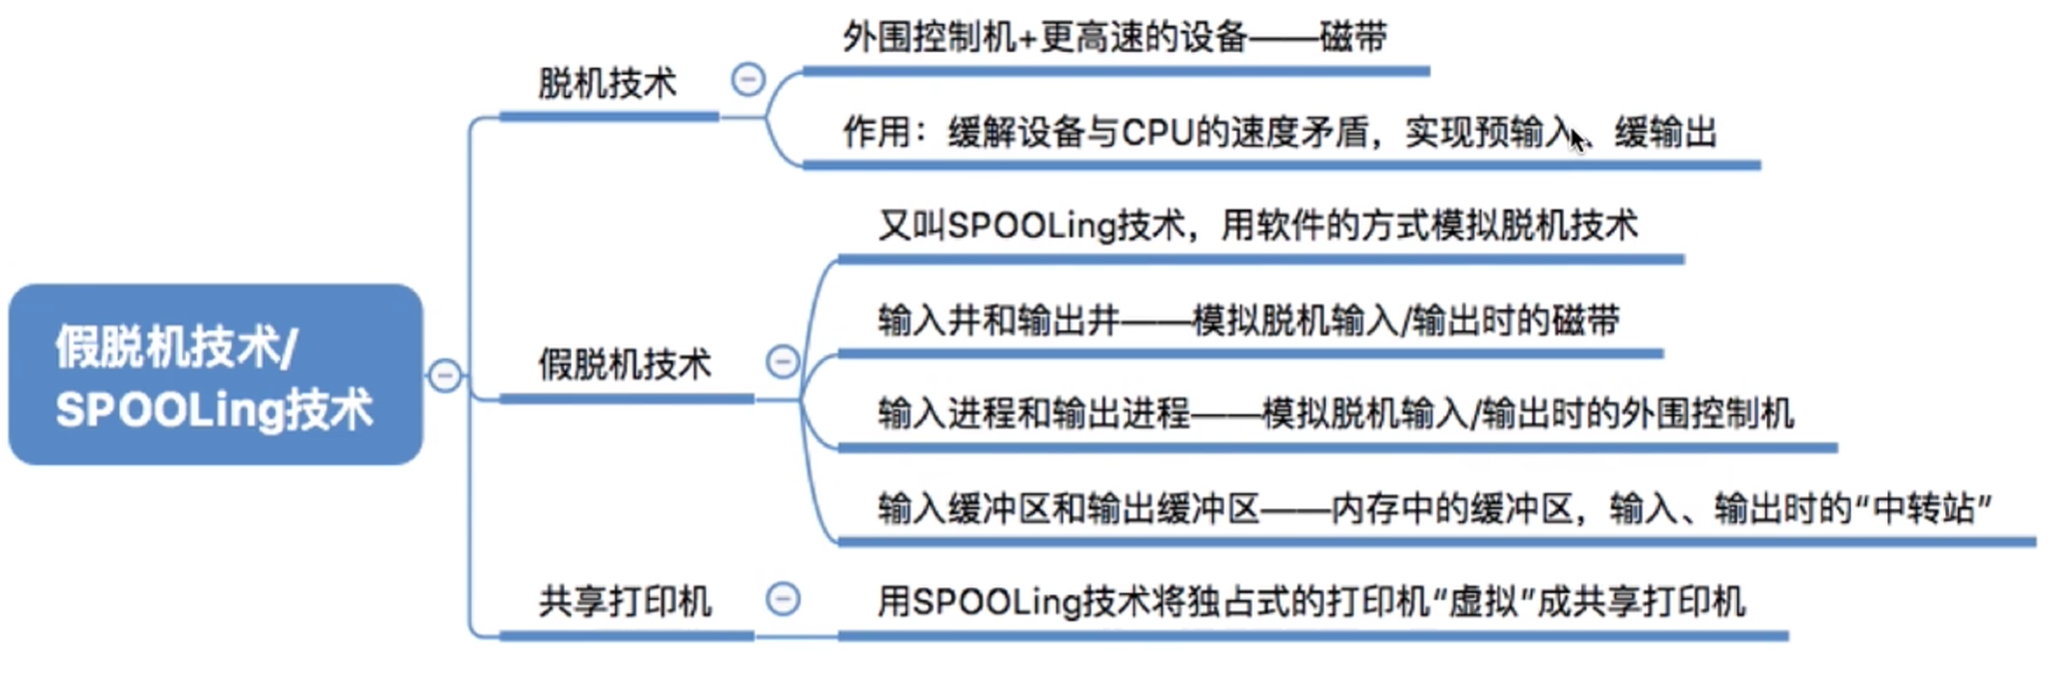 外围控制机+更高速的设备——磁带
脱机技术
作用：缓解设备与CPU的速度矛盾，实现预输入、缓输出
又叫SPOOLing技术，用软件的方式模拟脱机技术
输入井和输出井——模拟脱机输入/输出时的磁带
假脱机技术/
SPOOLing技术
假脱机技术
输入进程和输出进程——模拟脱机输入/输出时的外围控制机
输入缓冲区和输出缓冲区——内存中的缓冲区，输入、输出时的“中转站”
共享打印机
用SPOOLing技术将独占式的打印机“虚拟”成共享打印机